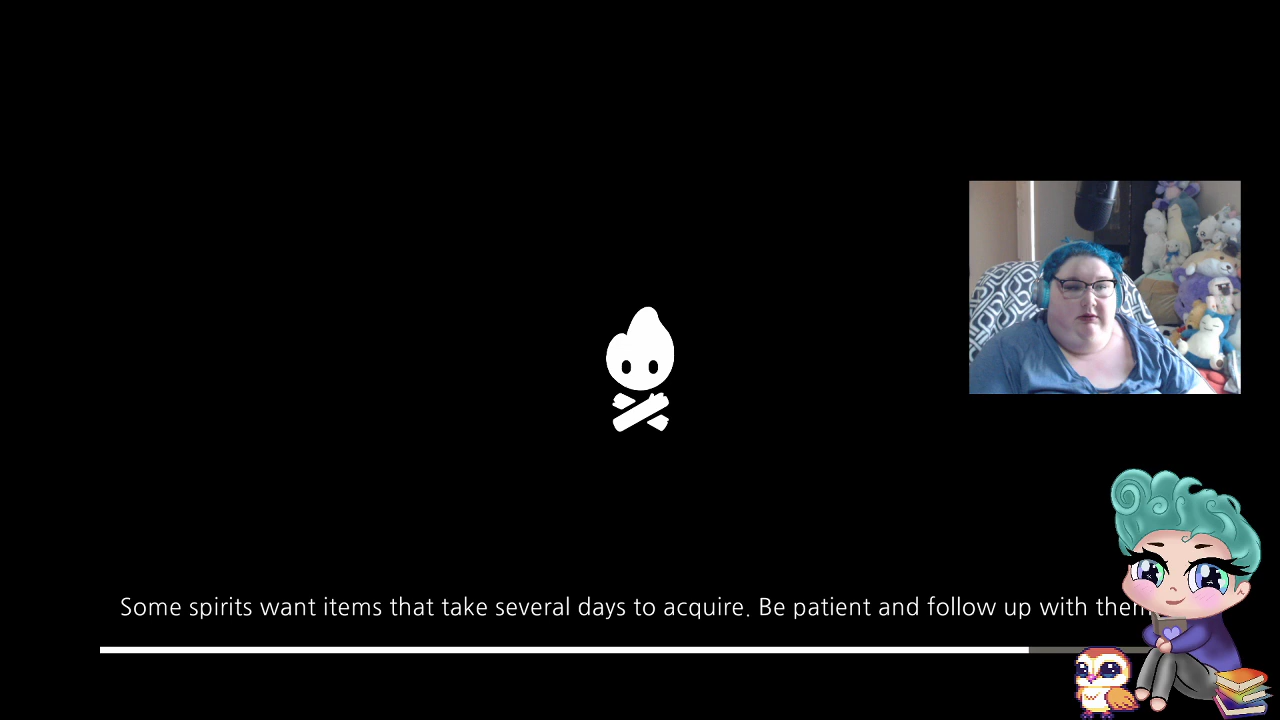 Some spirits want items that take several days to acquire. Be patient and follow up with them